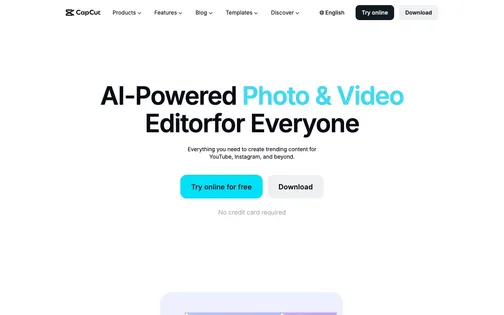 CapCut Products Features Blog Templates Discover English Try online Download
AI-Powered Photo & Video
Editorfor Everyone
Everything you need to create trending content for
YouTube, Instagram, and beyond.
Try online for free Download
No credit card required